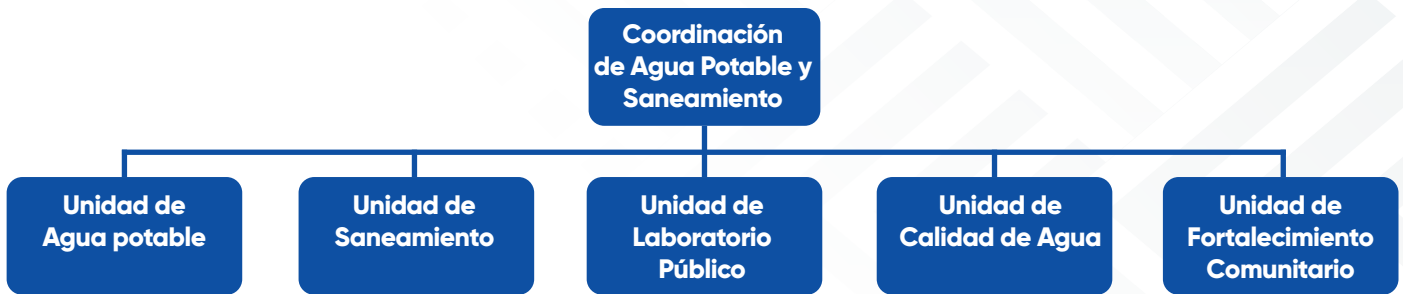 Coordinación
de Agua Potable y
Saneamiento
Unidad de
Agua potable
Unidad de
Saneamiento
Unidad de
Laboratorio
Público
Unidad de
Calidad de Agua
Unidad de
Fortalecimiento
Comunitario